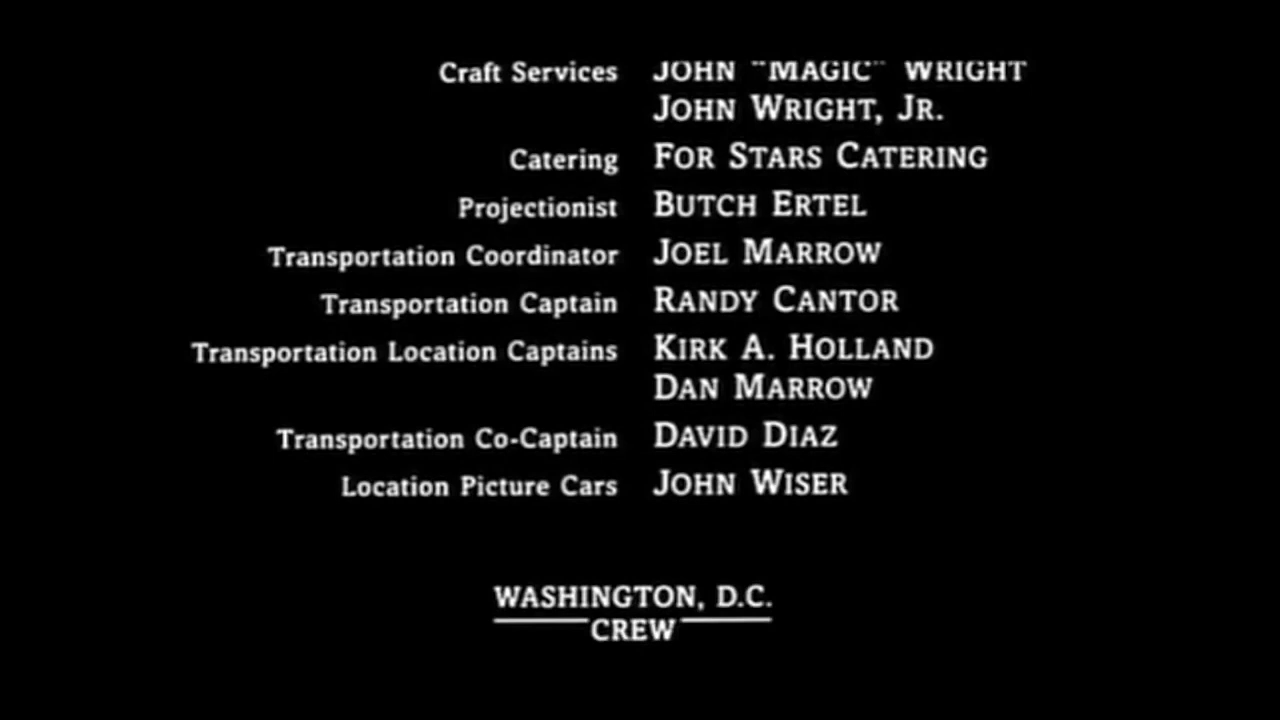 Craft Services JOHN "MAGIC" WRIGHT
JOHN WRIGHT, JR.
Catering FOR STARS CATERING
Projectionist BUTCH ERTEL
Transportation Coordinator JOEL MARROW
Transportation Captain RANDY CANTOR
Transportation Location Captains KIRK A. HOLLAND
DAN MARROW
Transportation Co-Captain DAVID DIAZ
Location Picture Cars JOHN WISER
WASHINGTON, D.C.
CREW